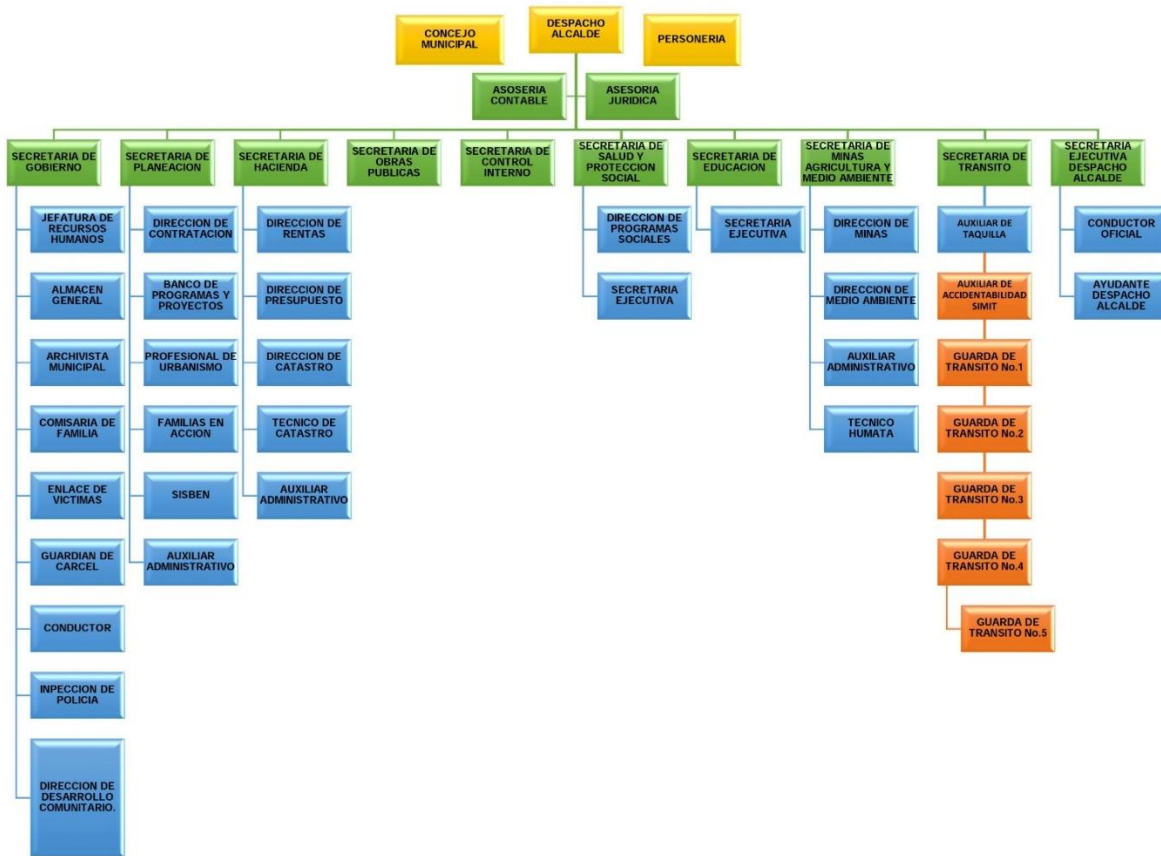 CONCEJO
MUNICIPAL
DESPACHO
ALCALDE
PERSONERIA
ASOSERIA
CONTABLE
ASESORIA
JURIDICA
SECRETARIA DE
GOBIERNO
SECRETARIA DE
PLANEACION
SECRETARIA DE
HACIENDA
SECRETARIA DE
OBRAS
PUBLICAS
SECRETARIA DE
CONTROL
INTERNO
SECRETARIA DE
SALUD Y
PROTECCION
SOCIAL
SECRETARIA DE
EDUCACION
SECRETARIA DE
MINAS
AGRICULTURA Y
MEDIO AMBIENTE
SECRETARIA DE
TRANSITO
SECRETARIA
EJECUTIVA
DESPACHO
ALCALDE
JEFATURA DE
RECURSOS
HUMANOS
ALMACEN
GENERAL
ARCHIVISTA
MUNICIPAL
COMISARIA DE
FAMILIA
ENLACE DE
VICTIMAS
GUARDIAN DE
CARCEL
CONDUCTOR
INPECCION DE
POLICIA
DIRECCION DE
DESARROLLO
COMUNITARIO.
DIRECCION DE
CONTRATACION
BANCO DE
PROGRAMAS Y
PROYECTOS
PROFESIONAL DE
URBANISMO
FAMILIAS EN
ACCION
SISBEN
AUXILIAR
ADMINISTRATIVO
DIRECCION DE
RENTAS
DIRECCION DE
PRESUPUESTO
DIRECCION DE
CATASTRO
TECNICO DE
CATASTRO
AUXILIAR
ADMINISTRATIVO
DIRECCION DE
PROGRAMAS
SOCIALES
SECRETARIA
EJECUTIVA
SECRETARIA
EJECUTIVA
DIRECCION DE
MINAS
DIRECCION DE
MEDIO AMBIENTE
AUXILIAR
ADMINISTRATIVO
TECNICO
HUMATA
AUXILIAR DE
TAQUILLA
AUXILIAR DE
ACCIDENTABILIDAD
SIMIT
GUARDA DE
TRANSITO No.1
GUARDA DE
TRANSITO No.2
GUARDA DE
TRANSITO No.3
GUARDA DE
TRANSITO No.4
GUARDA DE
TRANSITO No.5
CONDUCTOR
OFICIAL
AYUDANTE
DESPACHO
ALCALDE